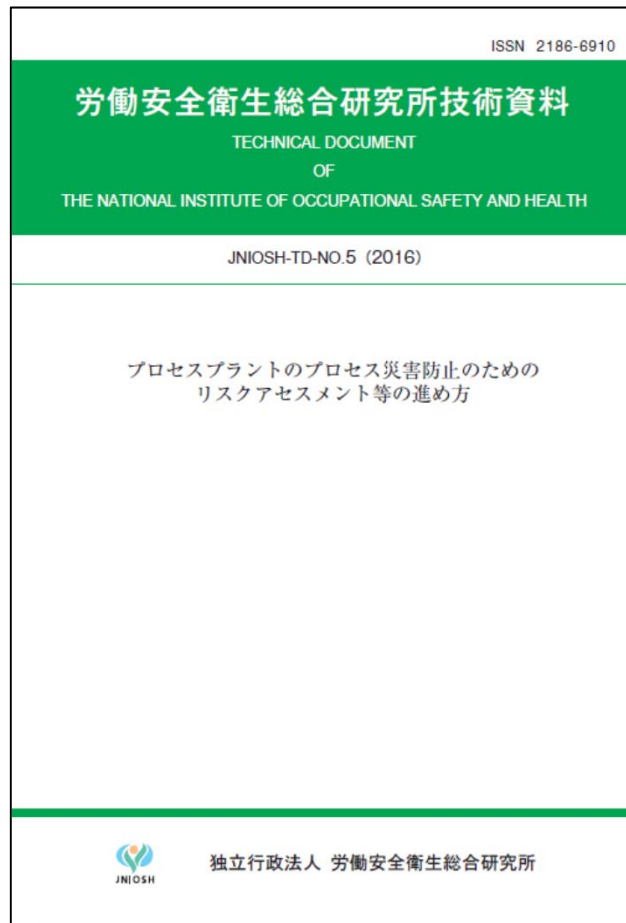 ISSN 2186-6910
労働安全衛生総合研究所技術資料
TECHNICAL DOCUMENT
OF
THE NATIONAL INSTITUTE OF OCCUPATIONAL SAFETY AND HEALTH
JNIOSH-TD-NO.5 (2016)
プロセスプラントのプロセス災害防止のための
リスクアセスメント等の進め方
JNIOSH
独立行政法人 労働安全衛生総合研究所